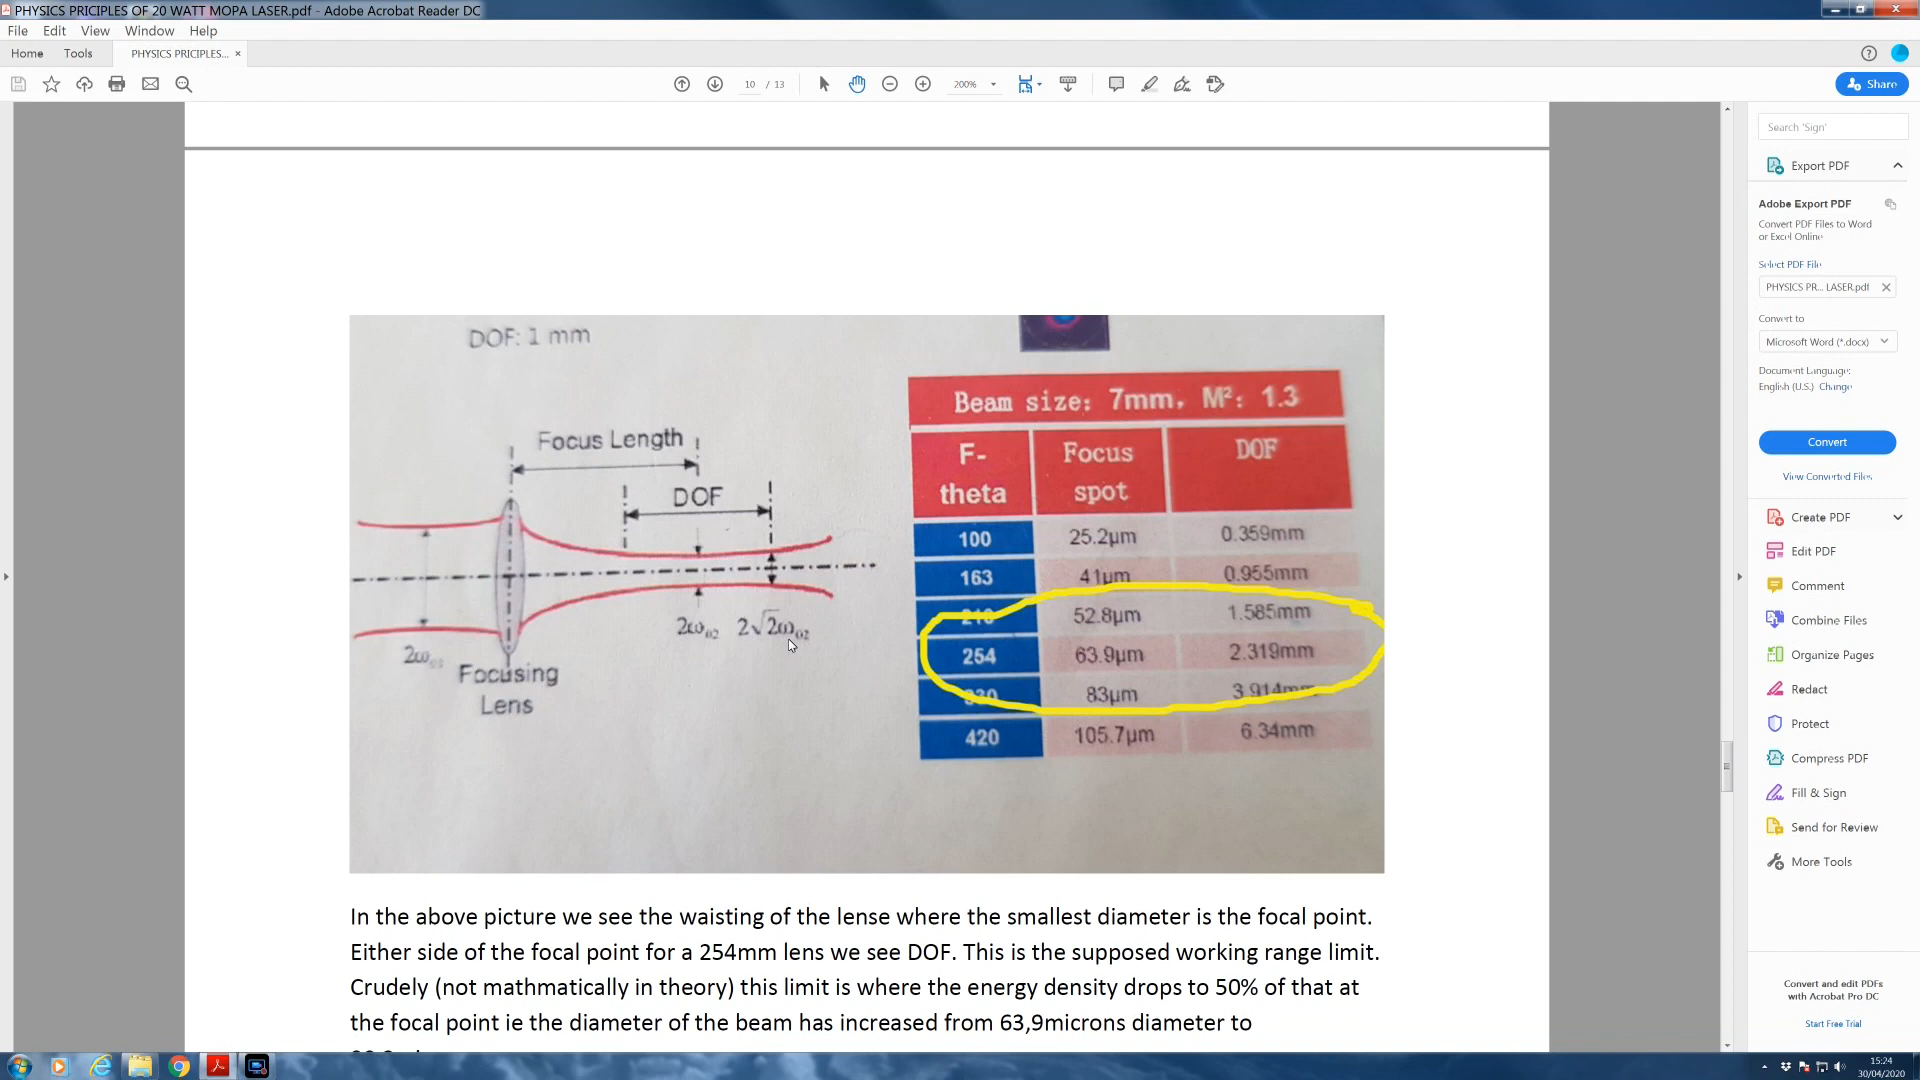 PHYSICS PRICIPLES OF 20 WATT MOPA LASER.pdf - Adobe Acrobat Reader DC
File Edit View Window Help
Home Tools PHYSICS PRICIPLES... ×
10 / 13
200%
Share
Search 'Sign'
Export PDF
Adobe Export PDF
Convert PDF Files to Word
or Excel Online
Select PDF File
PHYSICS PR... LASER.pdf
Convert to
Microsoft Word (*.docx)
Document Language:
English (U.S.) Change
Convert
View Converted Files
Create PDF
Edit PDF
Comment
Combine Files
Organize Pages
Redact
Protect
Compress PDF
Fill & Sign
Send for Review
More Tools
Convert and edit PDFs
with Acrobat Pro DC
Start Free Trial
DOF: 1 mm
Focus Length
DOF
2ω₀₂ 2√2ω₀₂
Focusing
Lens
Beam size: 7mm, M²: 1.3
F-theta Focus spot DOF
100 25.2μm 0.359mm
163 41μm 0.955mm
52.8μm 1.585mm
254 63.9μm 2.319mm
83μm 3.914mm
420 105.7μm 6.34mm
In the above picture we see the waisting of the lense where the smallest diameter is the focal point.
Either side of the focal point for a 254mm lens we see DOF. This is the supposed working range limit.
Crudely (not mathmatically in theory) this limit is where the energy density drops to 50% of that at
the focal point ie the diameter of the beam has increased from 63,9microns diameter to
15:24
30/04/2020